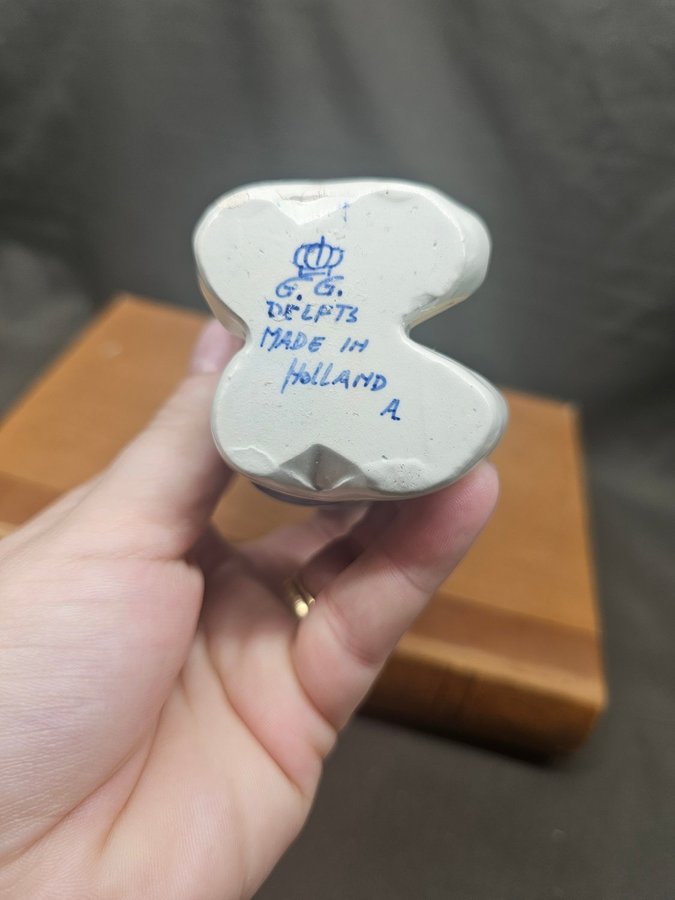 G. G.
DELFTS
MADE IN
HOLLAND
A